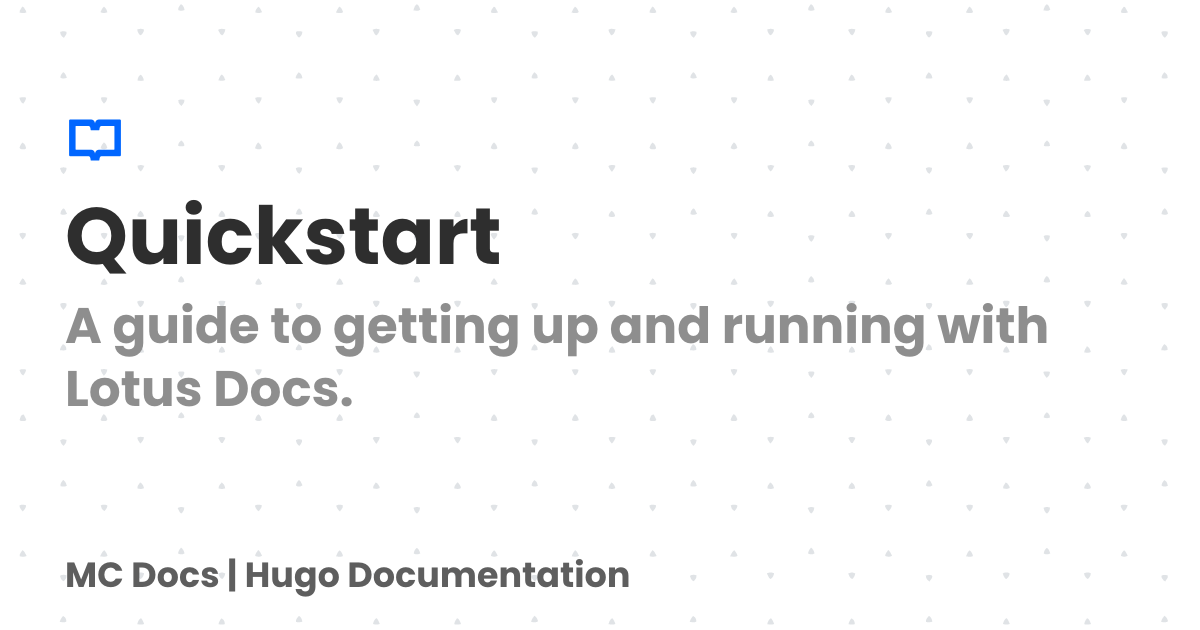 Quickstart
A guide to getting up and running with
Lotus Docs.
MC Docs | Hugo Documentation